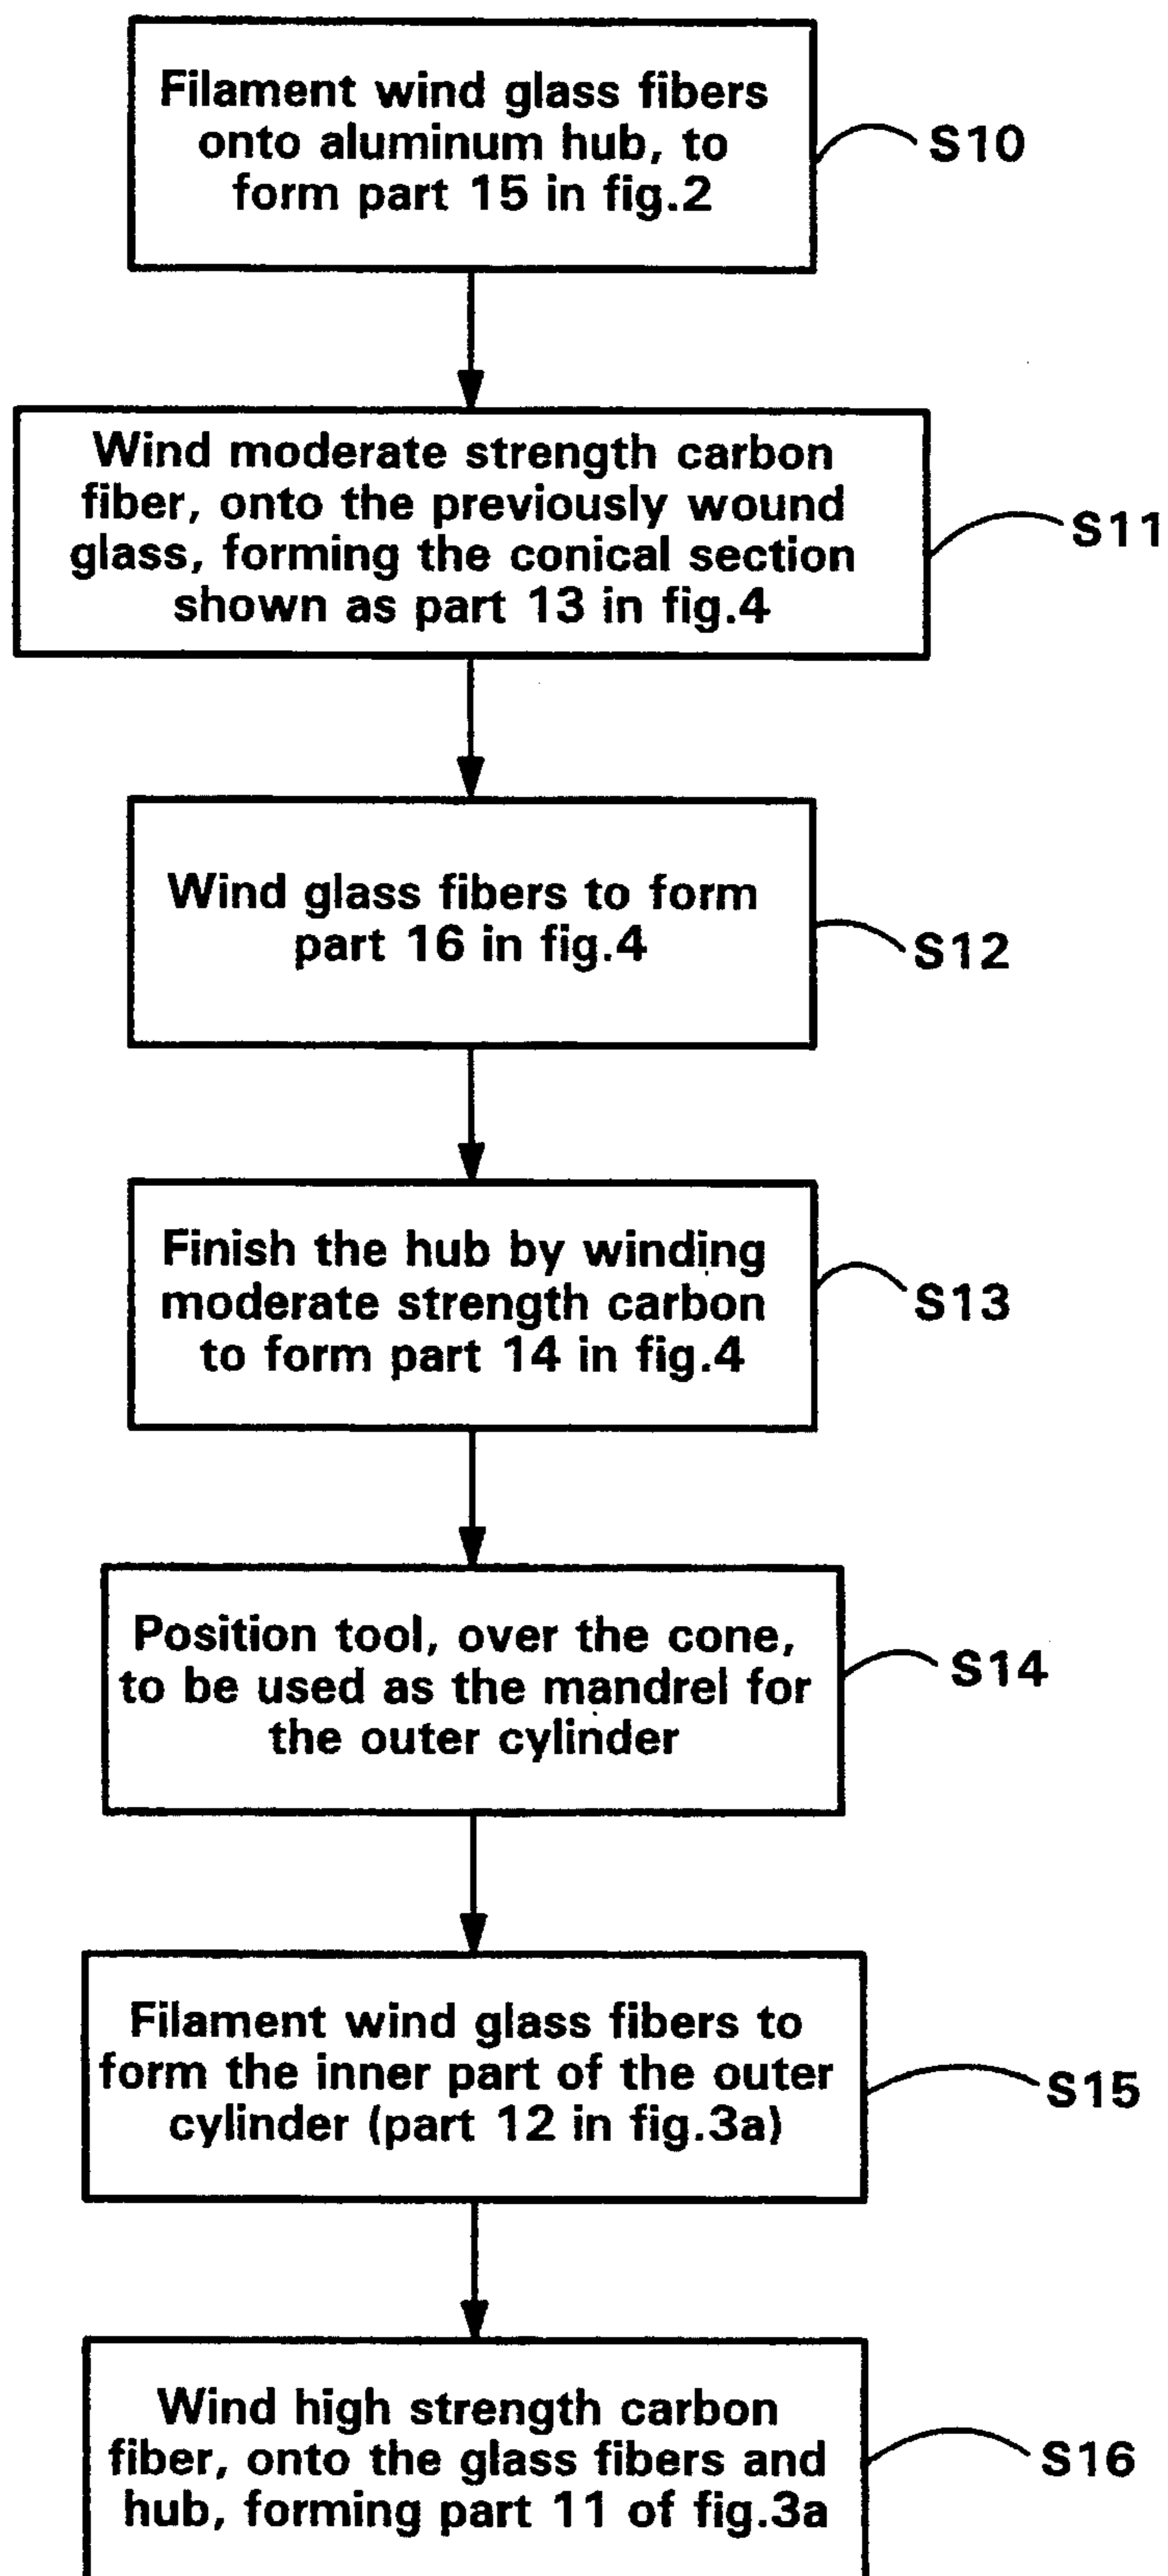 Filament wind glass fibers
onto aluminum hub, to
form part 15 in fig.2
S10
Wind moderate strength carbon
fiber, onto the previously wound
glass, forming the conical section
shown as part 13 in fig.4
S11
Wind glass fibers to form
part 16 in fig.4
S12
Finish the hub by winding
moderate strength carbon
to form part 14 in fig.4
S13
Position tool, over the cone,
to be used as the mandrel for
the outer cylinder
S14
Filament wind glass fibers to
form the inner part of the outer
cylinder (part 12 in fig.3a)
S15
Wind high strength carbon
fiber, onto the glass fibers and
hub, forming part 11 of fig.3a
S16